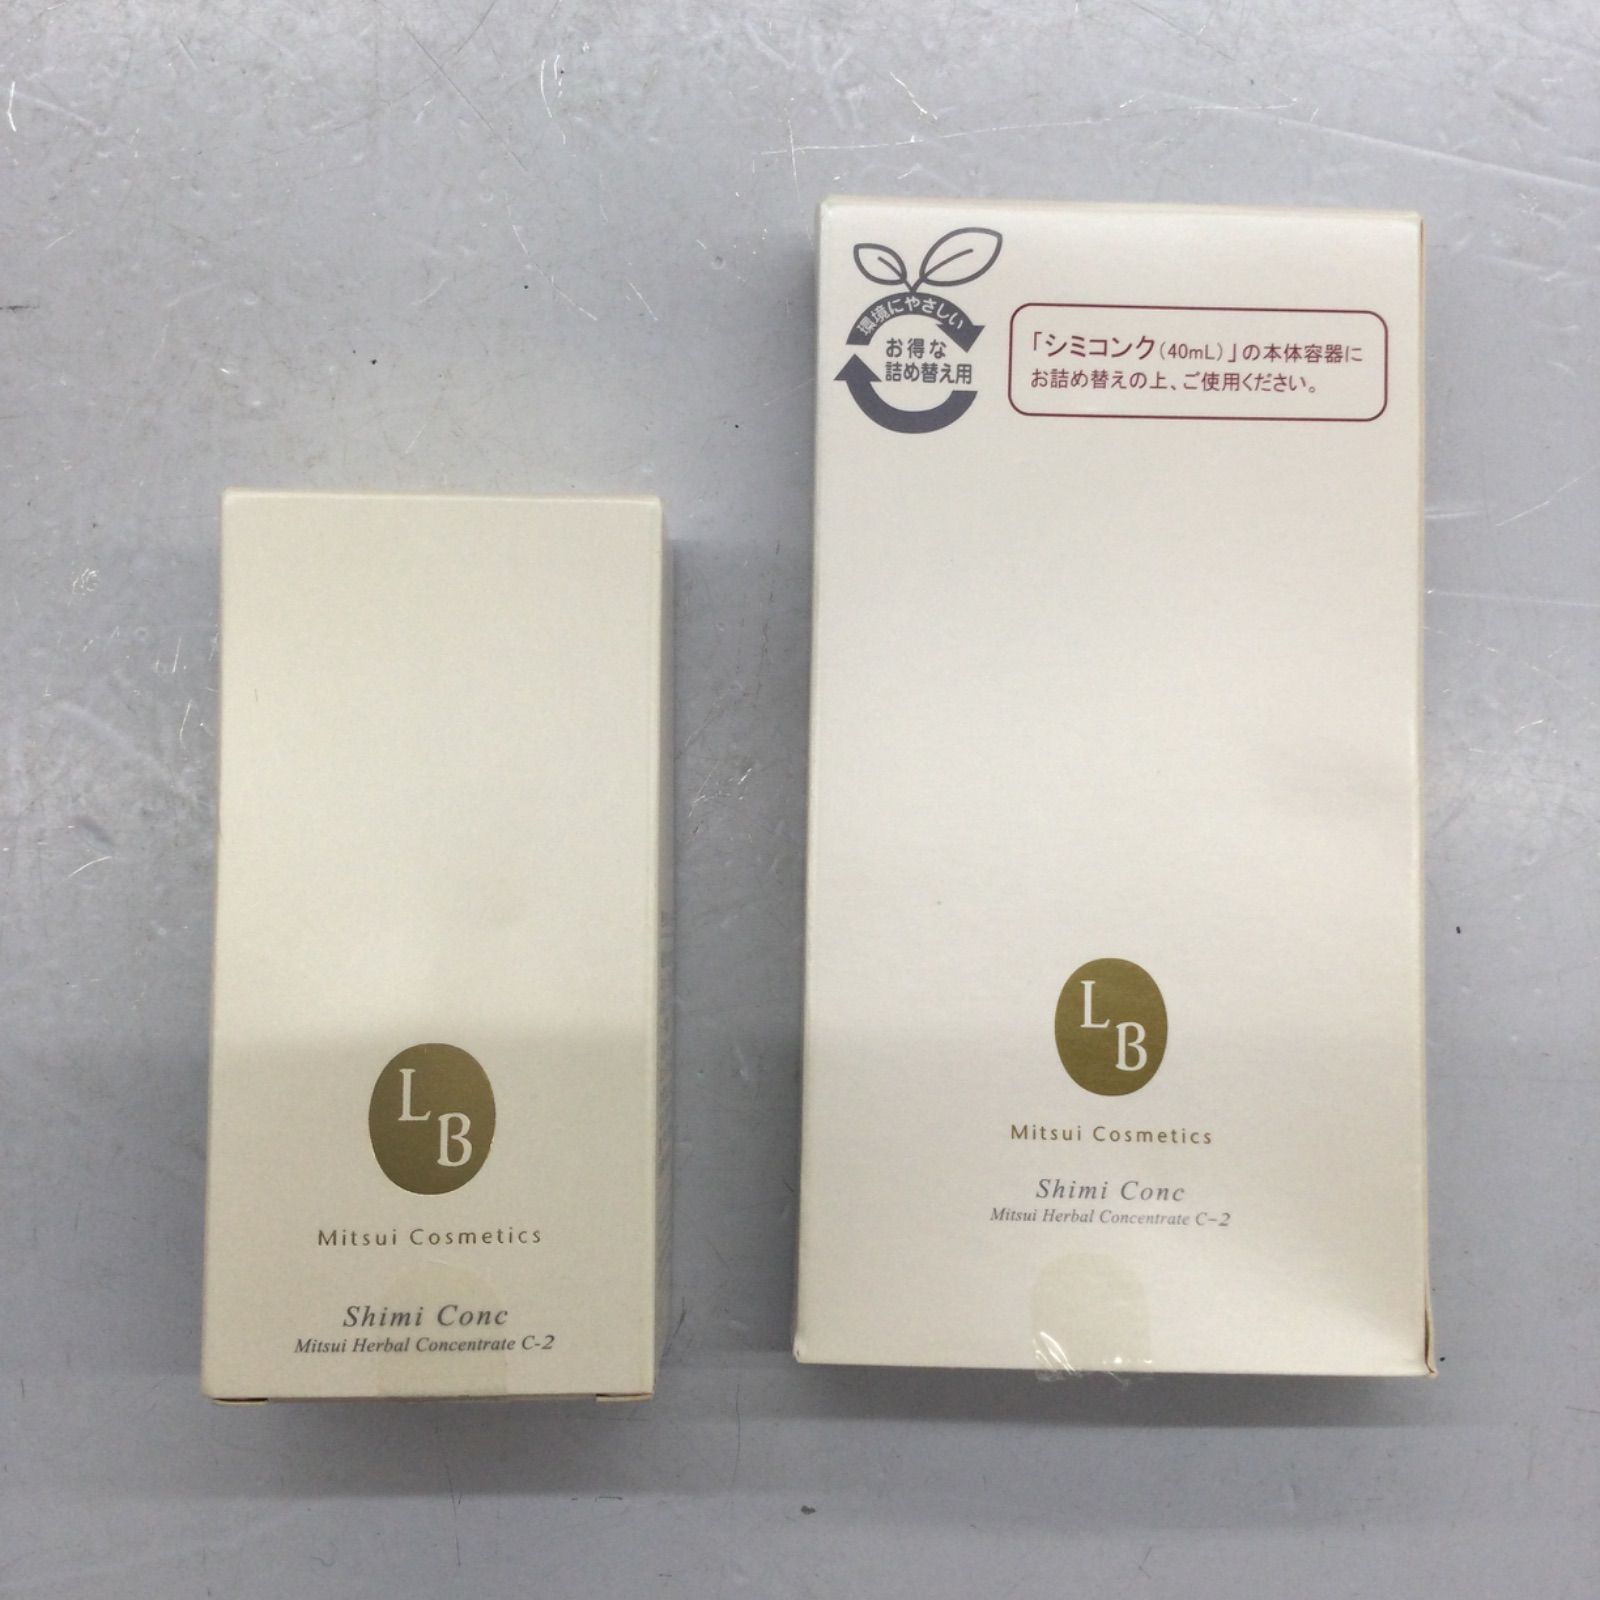 環境にやさしい
お得な
詰め替え用
「シミコンク(40mL)」の本体容器に
お詰め替えの上、ご使用ください。
L
B
Mitsui Cosmetics
Shimi Conc
Mitsui Herbal Concentrate C-2
L
B
Mitsui Cosmetics
Shimi Conc
Mitsui Herbal Concentrate C-2